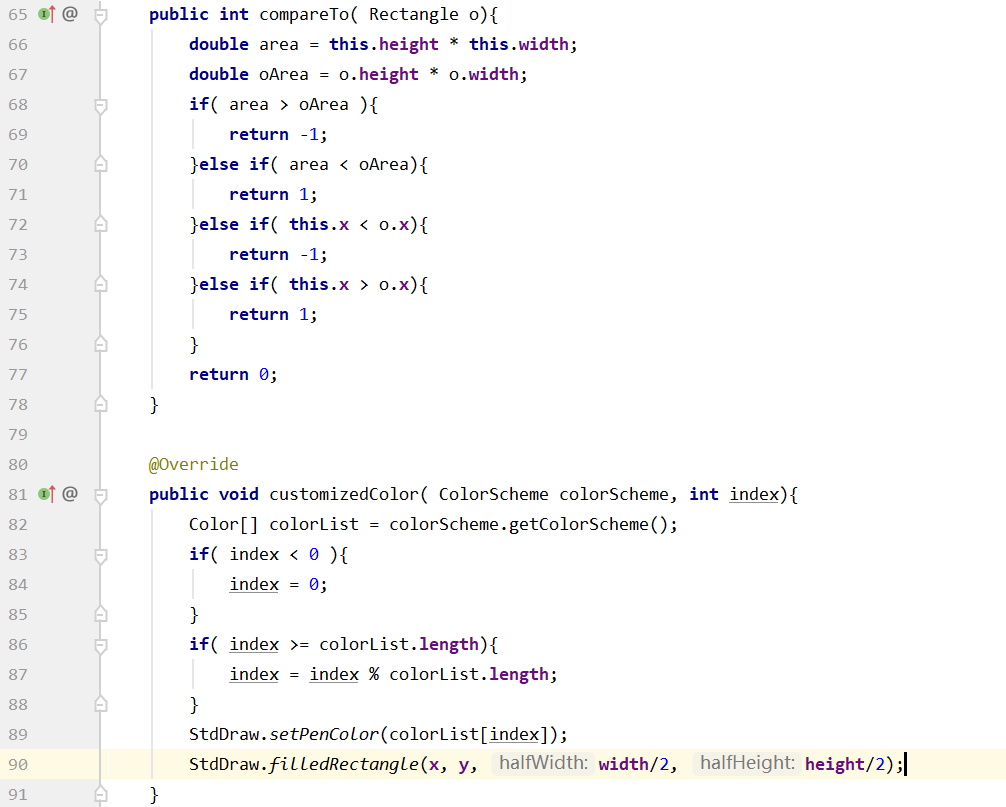 65 public int compareTo( Rectangle o){
66 double area = this.height * this.width;
67 double oArea = o.height * o.width;
68 if( area > oArea ){
69 return -1;
70 }else if( area < oArea){
71 return 1;
72 }else if( this.x < o.x){
73 return -1;
74 }else if( this.x > o.x){
75 return 1;
76 }
77 return 0;
78 }
79
80 @Override
81 public void customizedColor( ColorScheme colorScheme, int index){
82 Color[] colorList = colorScheme.getColorScheme();
83 if( index < 0 ){
84 index = 0;
85 }
86 if( index >= colorList.length){
87 index = index % colorList.length;
88 }
89 StdDraw.setPenColor(colorList[index]);
90 StdDraw.filledRectangle(x, y, halfWidth: width/2, halfHeight: height/2);
91 }